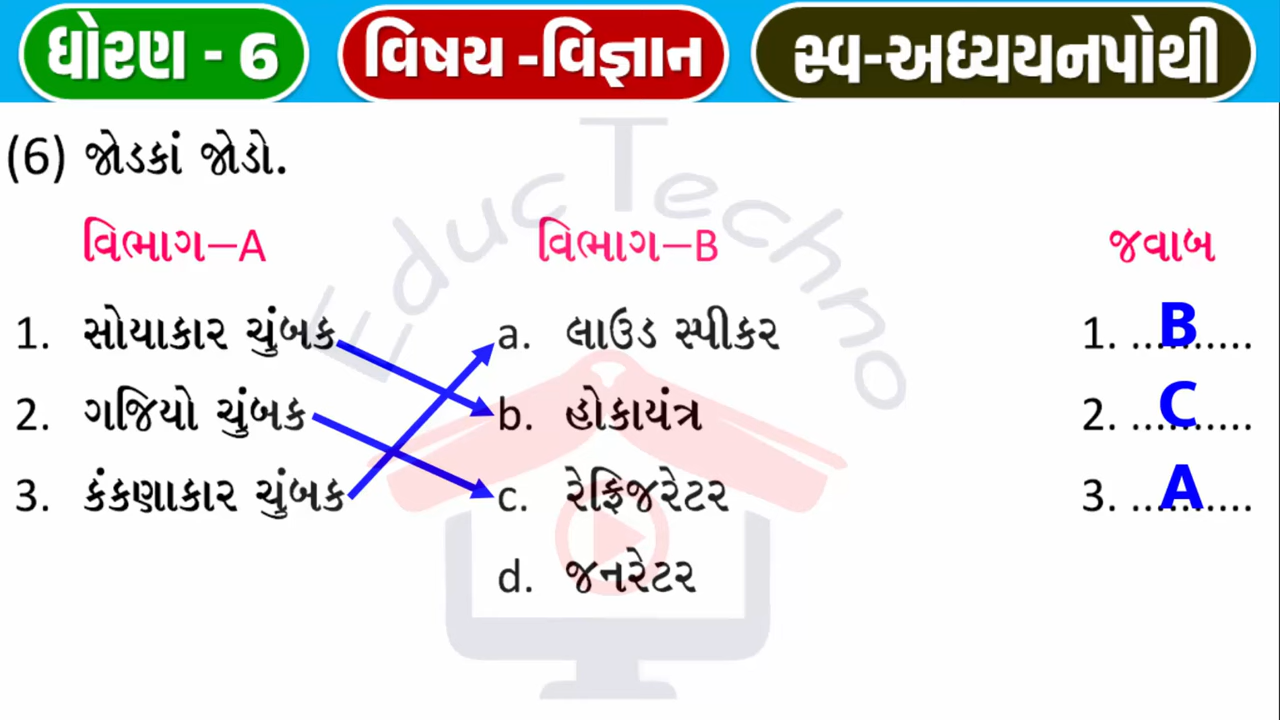 ધોરણ - 6 વિષય -વિજ્ઞાન સ્વ-અધ્યયનપોથી
(6) જોડકાં જોડો.
વિભાગ–A વિભાગ–B જવાબ
1. સોયાકાર ચુંબક a. લાઉડ સ્પીકર 1. ..B........
2. ગજિયો ચુંબક b. હોકાયંત્ર 2. ..C........
3. કંકણાકાર ચુંબક c. રેફ્રિજરેટર 3. ..A........
d. જનરેટર
EducTechno